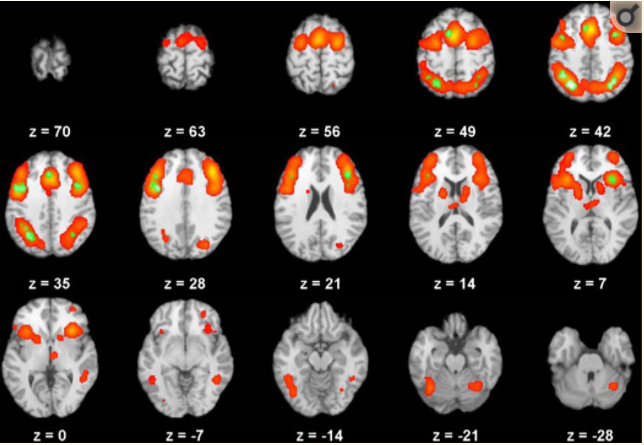 z = 70 z = 63 z = 56 z = 49 z = 42
z = 35 z = 28 z = 21 z = 14 z = 7
z = 0 z = -7 z = -14 z = -21 z = -28